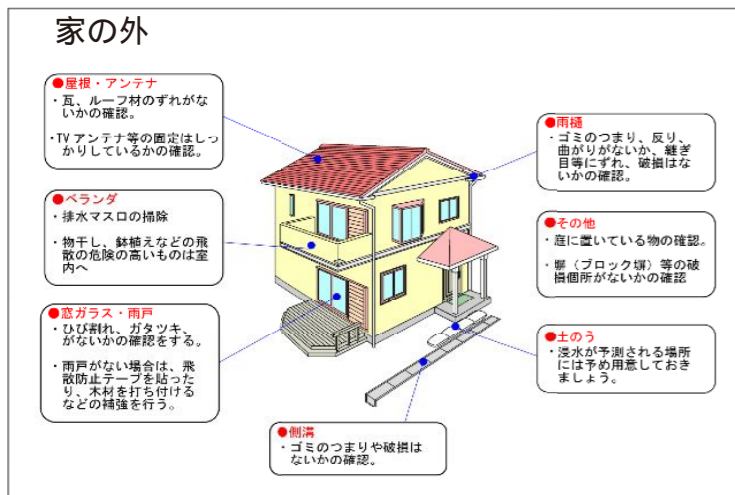 家の外
●屋根・アンテナ
・瓦、ルーフ材のずれがな
いかの確認。
・TVアンテナ等の固定はしっ
かりしているかの確認。
●ベランダ
・排水マスロの掃除
・物干し、鉢植えなどの飛
散の危険の高いものは室
内へ
●窓ガラス・雨戸
・ひび割れ、ガタツキ、
がないかの確認をする。
・雨戸がない場合は、飛
散防止テープを貼った
り、木材を打ち付ける
などの補強を行う。
●雨樋
・ゴミのつまり、反り、
曲がりがないか、継ぎ
目等にずれ、破損はな
いかの確認。
●その他
・庭に置いている物の確認。
・塀（ブロック塀）等の破
損個所がないかの確認
●土のう
・浸水が予測される場所
には予め用意しておき
ましょう。
●側溝
・ゴミのつまりや破損は
ないかの確認。